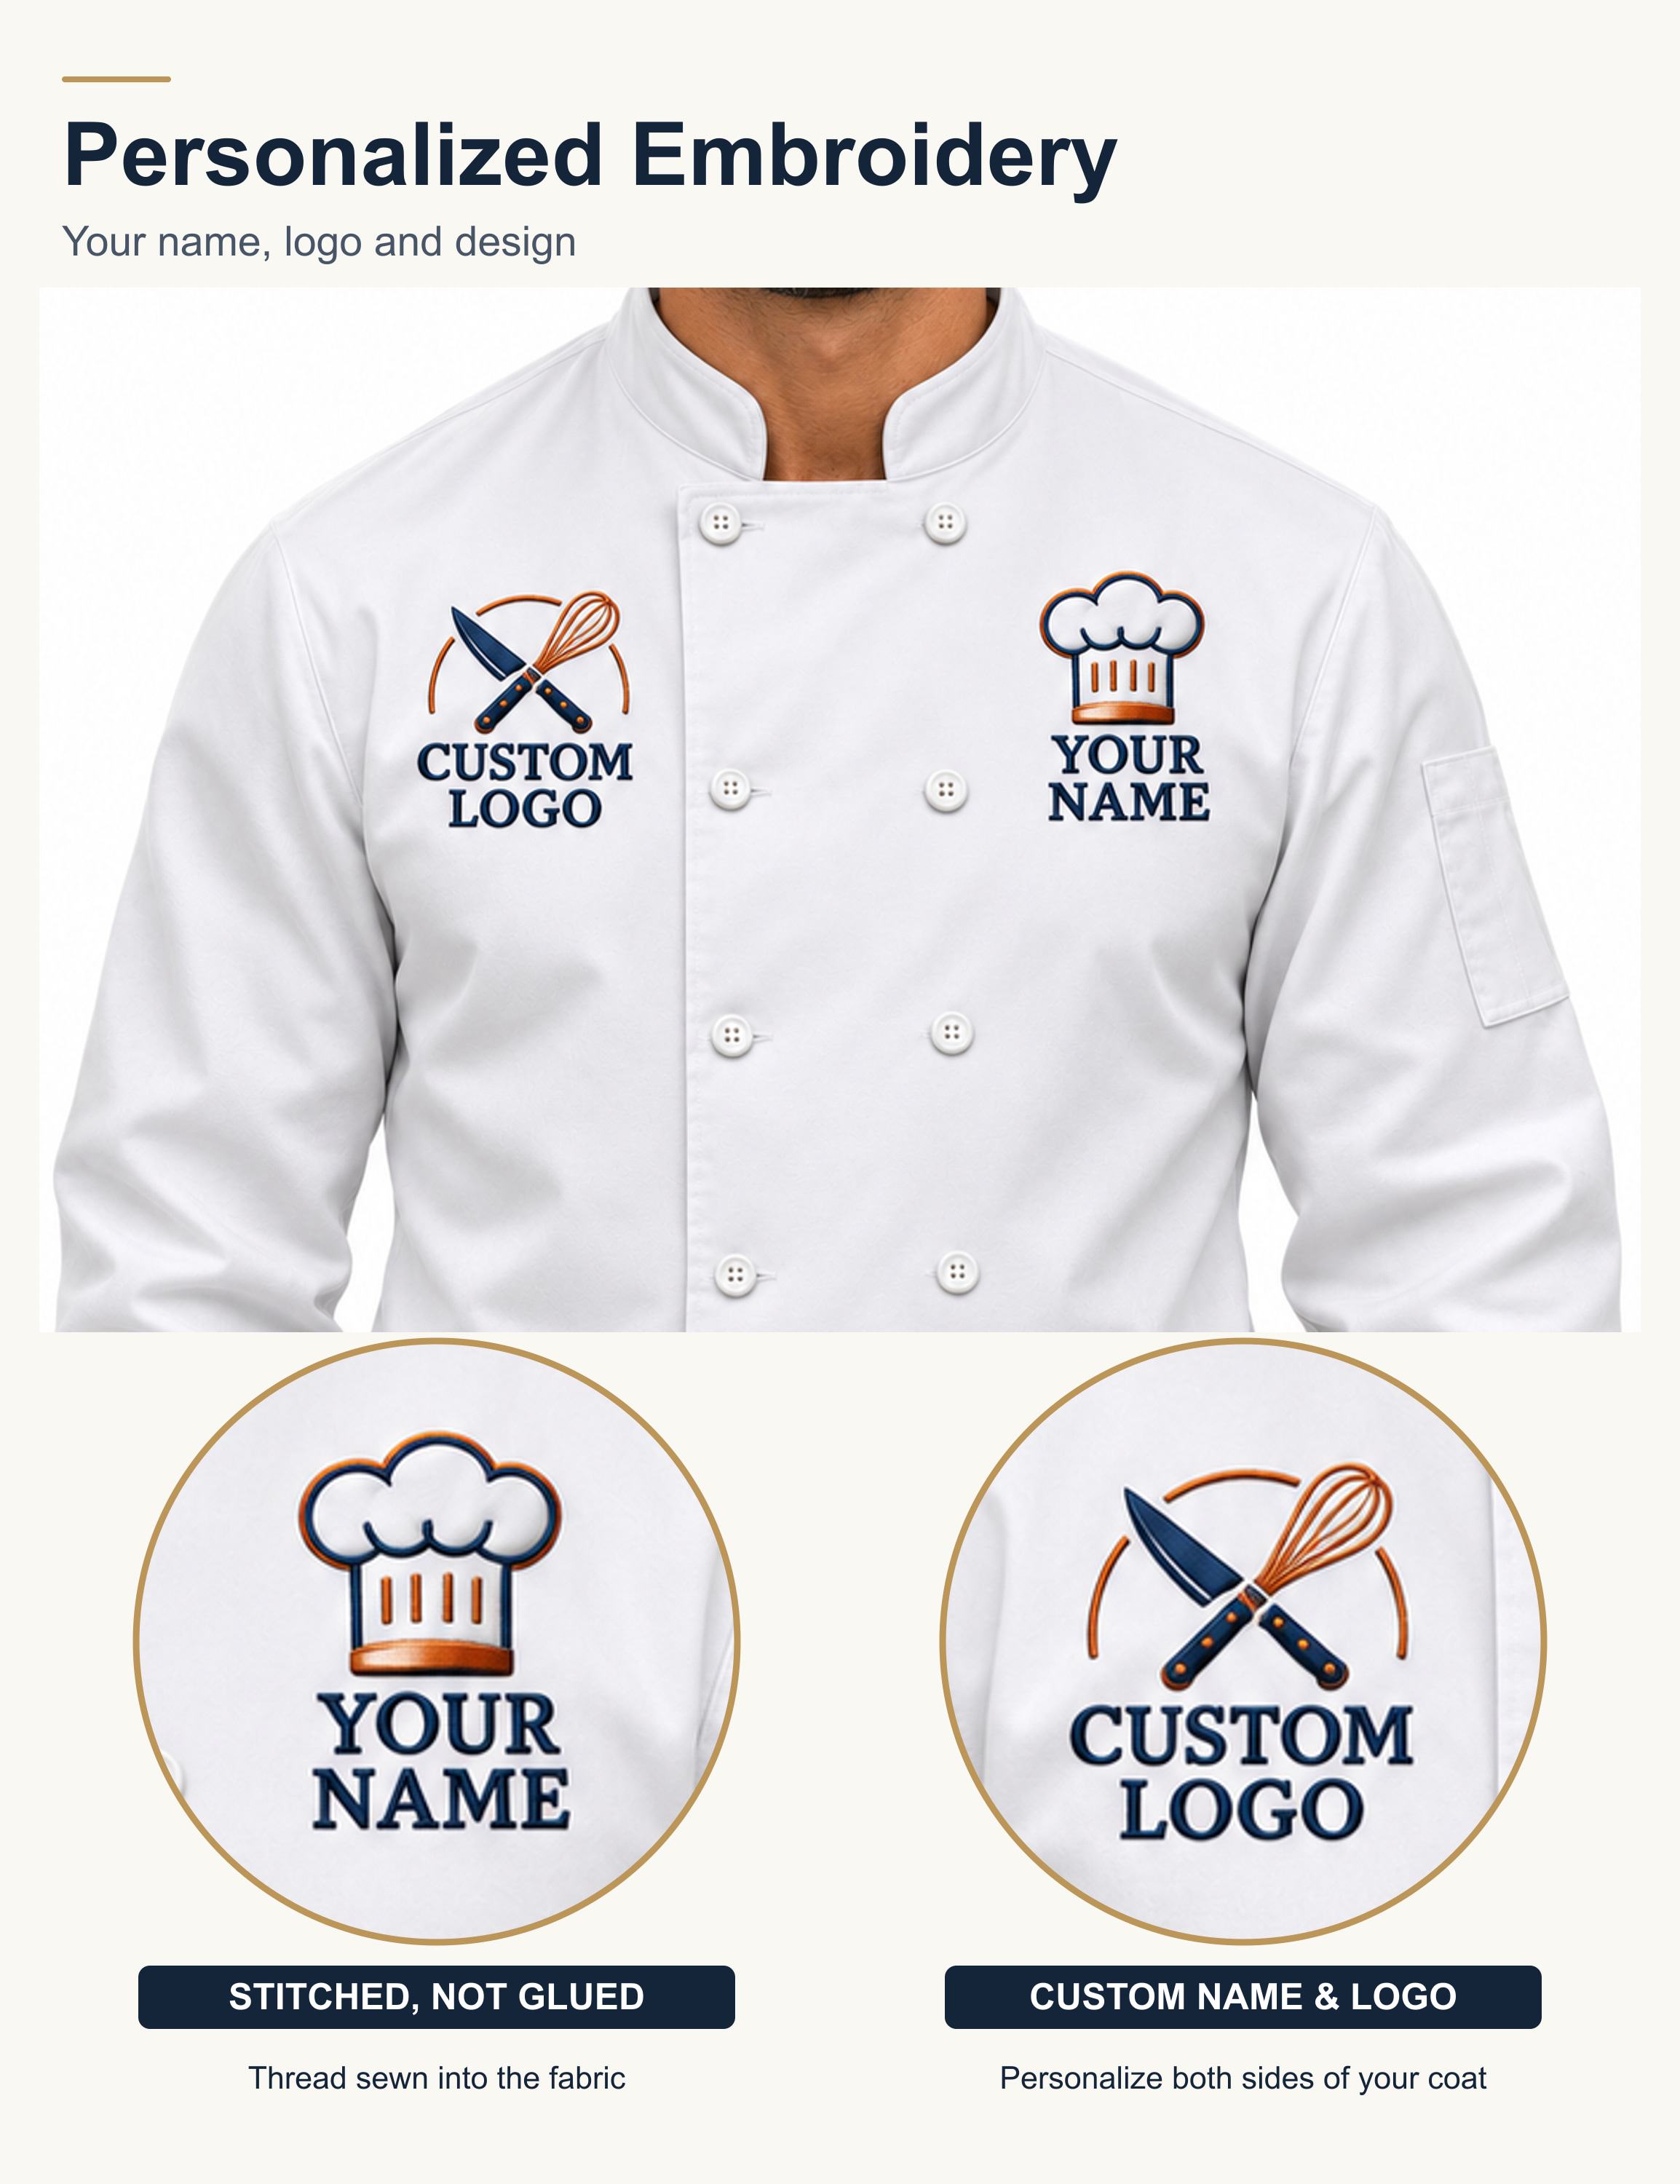 Personalized Embroidery
Your name, logo and design
CUSTOM
LOGO
YOUR
NAME
YOUR
NAME
CUSTOM
LOGO
STITCHED, NOT GLUED
CUSTOM NAME & LOGO
Thread sewn into the fabric
Personalize both sides of your coat